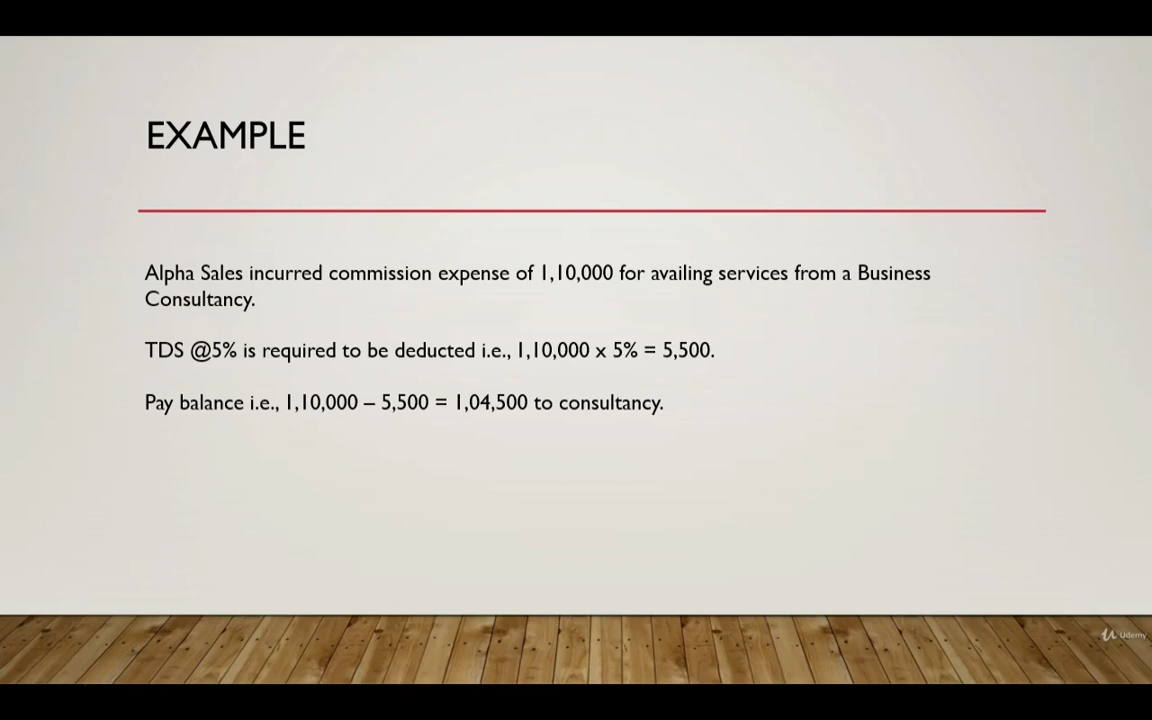 EXAMPLE
Alpha Sales incurred commission expense of 1,10,000 for availing services from a Business
Consultancy.
TDS @5% is required to be deducted i.e., 1,10,000 x 5% = 5,500.
Pay balance i.e., 1,10,000 – 5,500 = 1,04,500 to consultancy.
Udemy